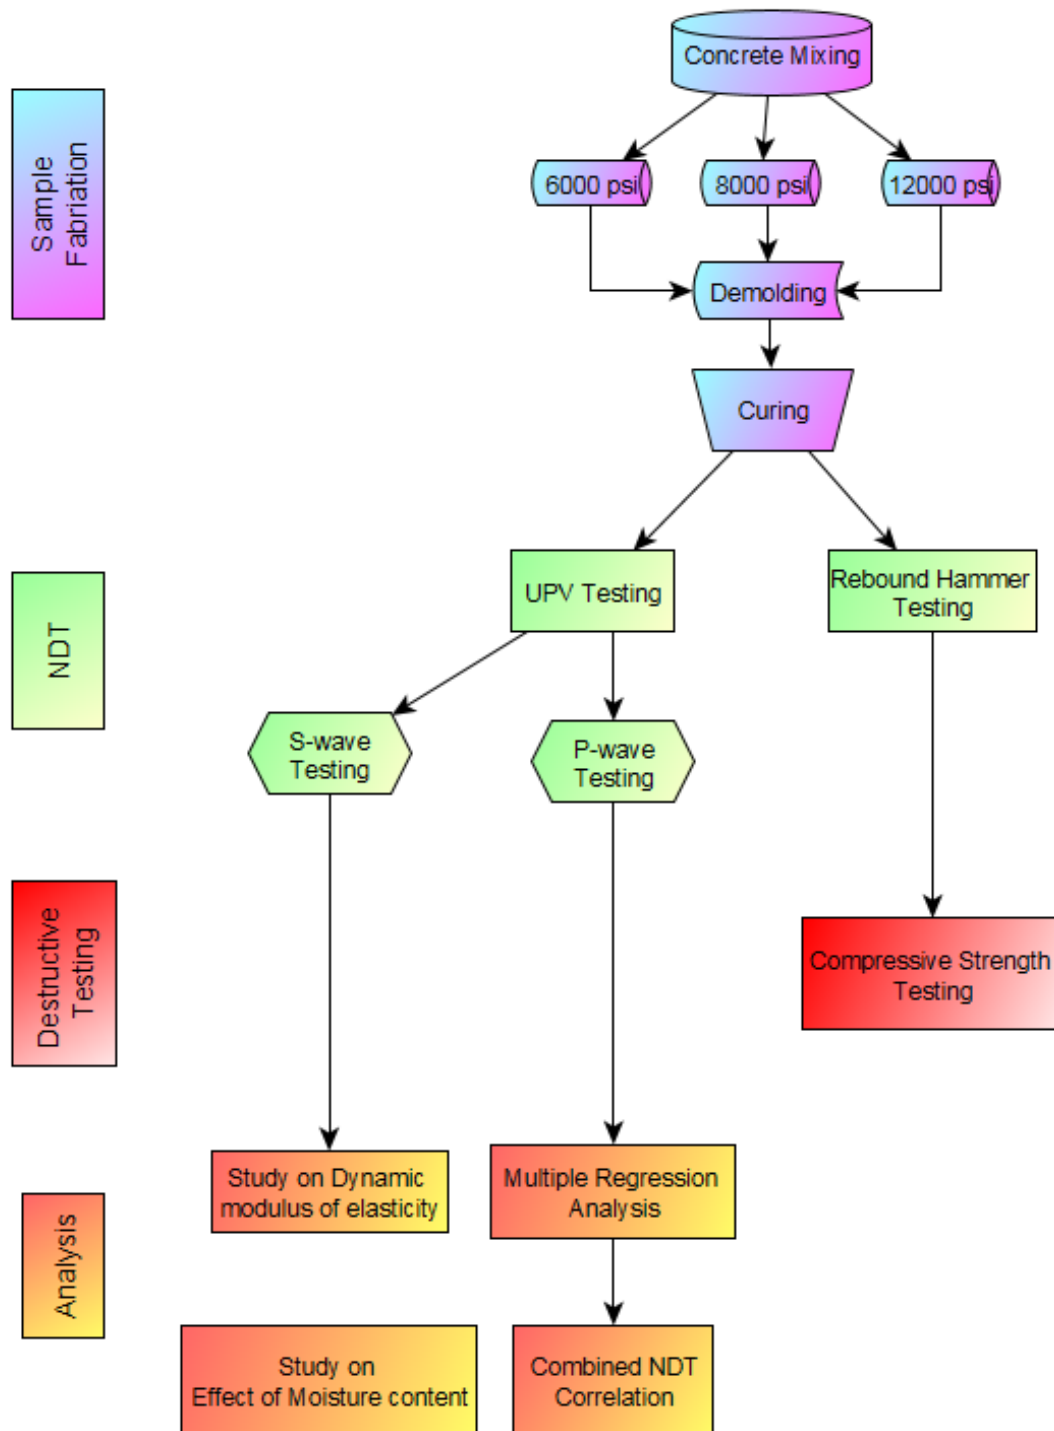 Concrete Mixing
Sample
Fabriation
6000 psi
8000 psi
12000 psi
Demolding
Curing
NDT
UPV Testing
Rebound Hammer
Testing
S-wave
Testing
P-wave
Testing
Destructive
Testing
Compressive Strength
Testing
Analysis
Study on Dynamic
modulus of elasticity
Multiple Regression
Analysis
Study on
Effect of Moisture content
Combined NDT
Correlation